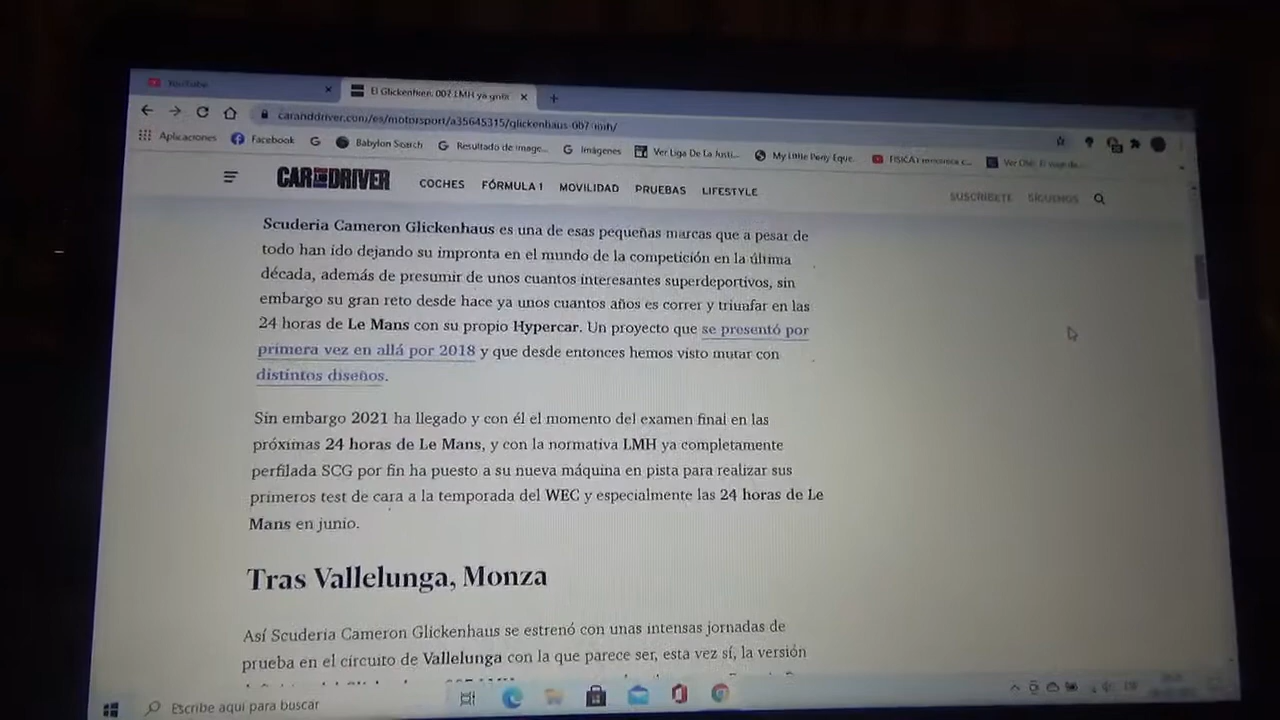 YouTube
El Glickenhaus 007 LMH ya
caranddriver.com/es/motorsport/a35645315/glickenhaus-007-lmh/
Aplicaciones Facebook Babylon Search Resultado de image... Imágenes Ver Liga De La Justi... My Little Pony Eque...
CAR AND DRIVER COCHES FÓRMULA 1 MOVILIDAD PRUEBAS LIFESTYLE SUSCRÍBETE SÍGUENOS
Scuderia Cameron Glickenhaus es una de esas pequeñas marcas que a pesar de
todo han ido dejando su impronta en el mundo de la competición en la última
década, además de presumir de unos cuantos interesantes superdeportivos, sin
embargo su gran reto desde hace ya unos cuantos años es correr y triunfar en las
24 horas de Le Mans con su propio Hypercar. Un proyecto que se presentó por
primera vez en allá por 2018 y que desde entonces hemos visto mutar con
distintos diseños.
Sin embargo 2021 ha llegado y con él el momento del examen final en las
próximas 24 horas de Le Mans, y con la normativa LMH ya completamente
perfilada SCG por fin ha puesto a su nueva máquina en pista para realizar sus
primeros test de cara a la temporada del WEC y especialmente las 24 horas de Le
Mans en junio.
Tras Vallelunga, Monza
Así Scuderia Cameron Glickenhaus se estrenó con unas intensas jornadas de
prueba en el circuito de Vallelunga con la que parece ser, esta vez sí, la versión
Escribe aquí para buscar